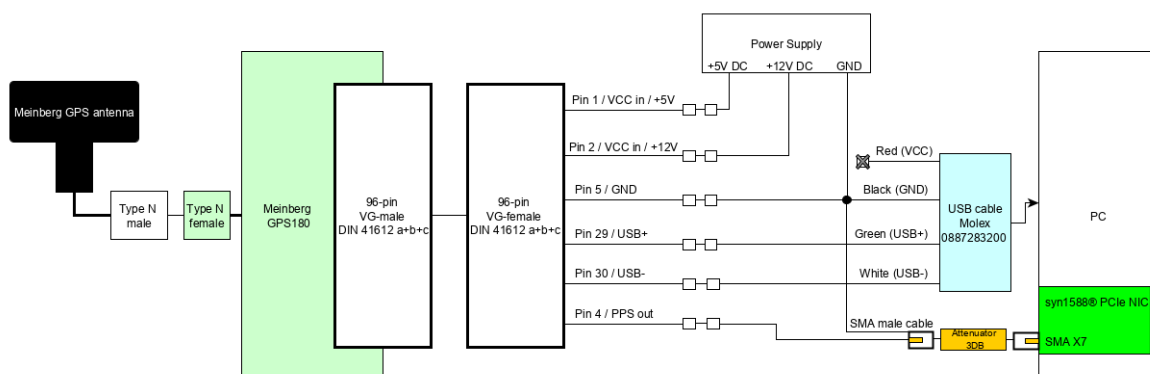 Power Supply
+5V DC
+12V DC
GND
Meinberg GPS antenna
Pin 1 / VCC in / +5V
Pin 2 / VCC in / +12V
Red (VCC)
Type N
male
Type N
female
Meinberg
GPS180
96-pin
VG-male
DIN 41612 a+b+c
96-pin
VG-female
DIN 41612 a+b+c
Pin 5 / GND
Black (GND)
USB cable
Molex
0887283200
PC
Pin 29 / USB+
Green (USB+)
Pin 30 / USB-
White (USB-)
Pin 4 / PPS out
SMA male cable
Attenuator
3DB
syn1588® PCIe NIC
SMA X7